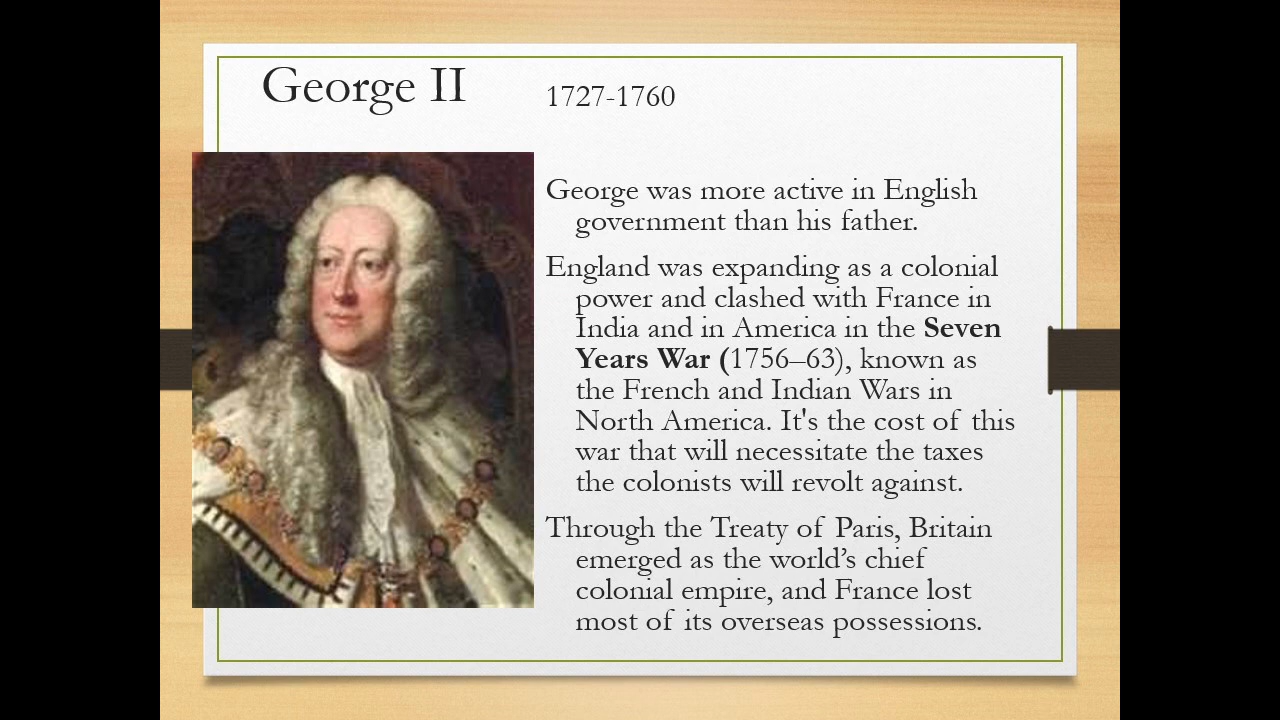 George II
1727-1760
George was more active in English
government than his father.
England was expanding as a colonial
power and clashed with France in
India and in America in the Seven
Years War (1756–63), known as
the French and Indian Wars in
North America. It's the cost of this
war that will necessitate the taxes
the colonists will revolt against.
Through the Treaty of Paris, Britain
emerged as the world’s chief
colonial empire, and France lost
most of its overseas possessions.